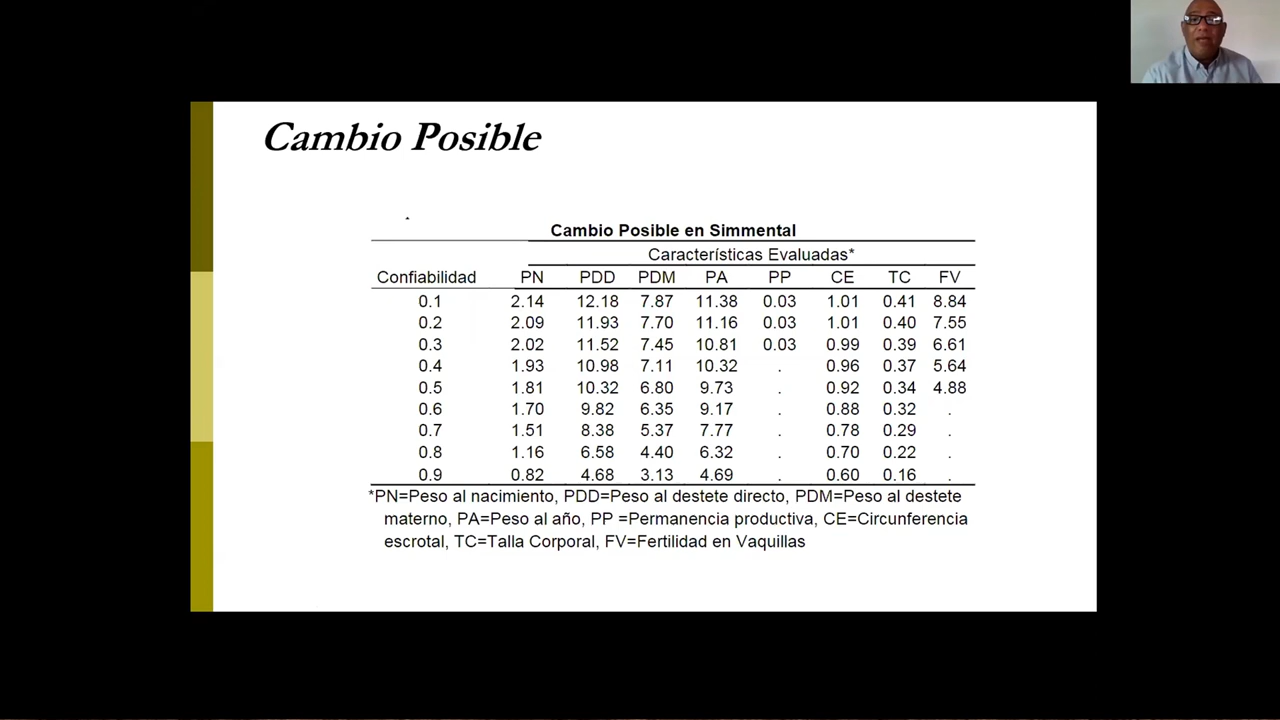 Cambio Posible
Cambio Posible en Simmental
Características Evaluadas*
Confiabilidad PN PDD PDM PA PP CE TC FV
0.1 2.14 12.18 7.87 11.38 0.03 1.01 0.41 8.84
0.2 2.09 11.93 7.70 11.16 0.03 1.01 0.40 7.55
0.3 2.02 11.52 7.45 10.81 0.03 0.99 0.39 6.61
0.4 1.93 10.98 7.11 10.32 . 0.96 0.37 5.64
0.5 1.81 10.32 6.80 9.73 . 0.92 0.34 4.88
0.6 1.70 9.82 6.35 9.17 . 0.88 0.32 .
0.7 1.51 8.38 5.37 7.77 . 0.78 0.29 .
0.8 1.16 6.58 4.40 6.32 . 0.70 0.22 .
0.9 0.82 4.68 3.13 4.69 . 0.60 0.16 .
*PN=Peso al nacimiento, PDD=Peso al destete directo, PDM=Peso al destete
materno, PA=Peso al año, PP =Permanencia productiva, CE=Circunferencia
escrotal, TC=Talla Corporal, FV=Fertilidad en Vaquillas